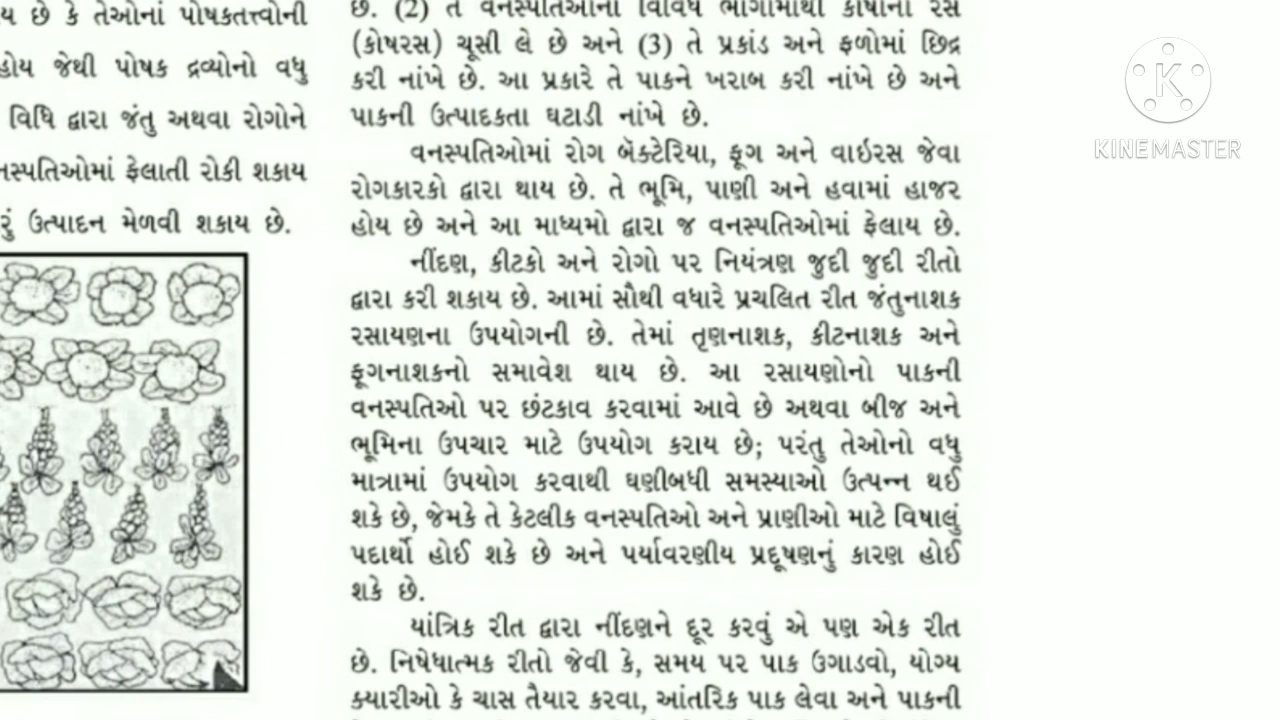 ય છે કે તેઓનાં પોષકતત્ત્વોની
હોય જેથી પોષક દ્રવ્યોનો વધુ
વિધિ દ્વારા જંતુ અથવા રોગોને
નસ્પતિઓમાં ફેલાતી રોકી શકાય
રું ઉત્પાદન મેળવી શકાય છે.
છે. (2) તે વનસ્પતિઓના વિવિધ ભાગોમાંથી કોષોનો રસ
(કોષરસ) ચૂસી લે છે અને (3) તે પ્રકાંડ અને ફળોમાં છિદ્ર
કરી નાંખે છે. આ પ્રકારે તે પાકને ખરાબ કરી નાંખે છે અને
પાકની ઉત્પાદકતા ઘટાડી નાંખે છે.
વનસ્પતિઓમાં રોગ બૅક્ટેરિયા, ફૂગ અને વાઇરસ જેવા
રોગકારકો દ્વારા થાય છે. તે ભૂમિ, પાણી અને હવામાં હાજર
હોય છે અને આ માધ્યમો દ્વારા જ વનસ્પતિઓમાં ફેલાય છે.
નીંદણ, કીટકો અને રોગો પર નિયંત્રણ જુદી જુદી રીતો
દ્વારા કરી શકાય છે. આમાં સૌથી વધારે પ્રચલિત રીત જંતુનાશક
રસાયણના ઉપયોગની છે. તેમાં તૃણનાશક, કીટનાશક અને
ફૂગનાશકનો સમાવેશ થાય છે. આ રસાયણોનો પાકની
વનસ્પતિઓ પર છંટકાવ કરવામાં આવે છે અથવા બીજ અને
ભૂમિના ઉપચાર માટે ઉપયોગ કરાય છે; પરંતુ તેઓનો વધુ
માત્રામાં ઉપયોગ કરવાથી ઘણીબધી સમસ્યાઓ ઉત્પન્ન થઈ
શકે છે, જેમકે તે કેટલીક વનસ્પતિઓ અને પ્રાણીઓ માટે વિષાલું
પદાર્થો હોઈ શકે છે અને પર્યાવરણીય પ્રદૂષણનું કારણ હોઈ
શકે છે.
યાંત્રિક રીત દ્વારા નીંદણને દૂર કરવું એ પણ એક રીત
છે. નિષેધાત્મક રીતો જેવી કે, સમય પર પાક ઉગાડવો, યોગ્ય
ક્યારીઓ કે ચાસ તૈયાર કરવા, આંતરિક પાક લેવા અને પાકની
K
KINEMASTER